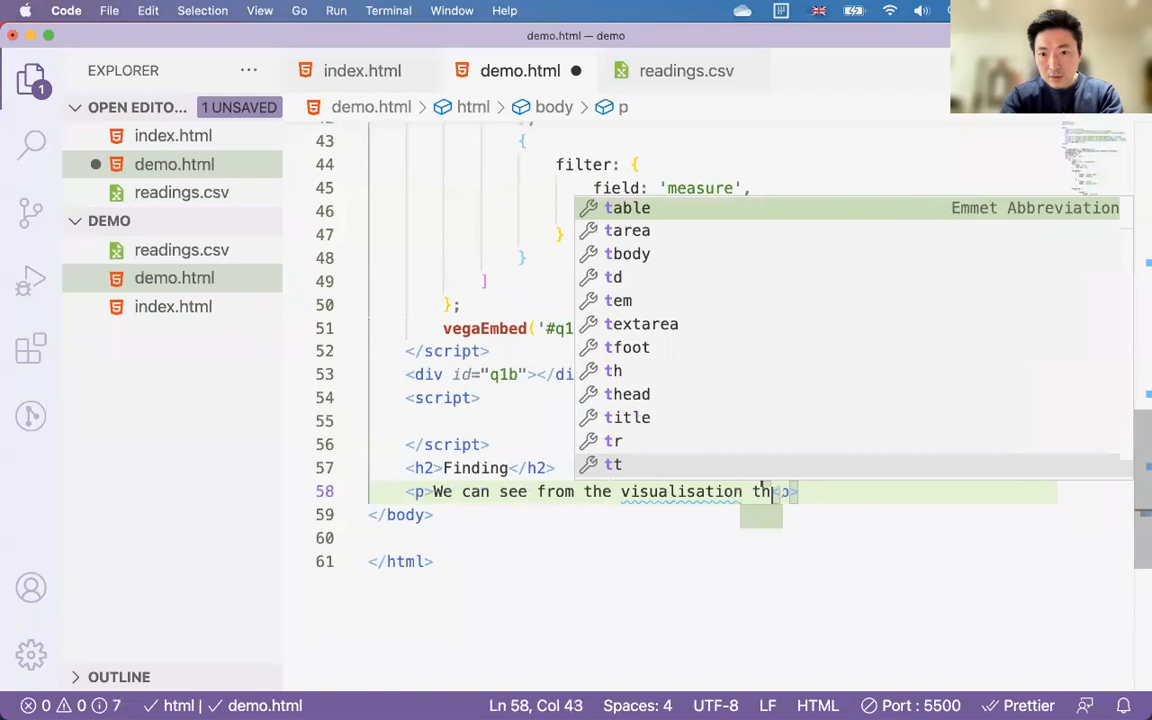 Code File Edit Selection View Go Run Terminal Window Help
demo.html — demo
EXPLORER
index.html
demo.html
readings.csv
OPEN EDITO... 1 UNSAVED
demo.html > html > body > p
index.html
demo.html
readings.csv
DEMO
readings.csv
demo.html
index.html
OUTLINE
43 {
44 filter: {
45 field: 'measure',
46
47 }
48 }
49 ]
50 };
51 vegaEmbed('#q1
52 </script>
53 <div id="q1b"></di
54 <script>
55
56 </script>
57 <h2>Finding</h2>
58 <p>We can see from the visualisation th<p>
59 </body>
60
61 </html>
table Emmet Abbreviation
tarea
tbody
td
tem
textarea
tfoot
th
thead
title
tr
tt
1
0 0 7 html | demo.html Ln 58, Col 43 Spaces: 4 UTF-8 LF HTML Port : 5500 Prettier